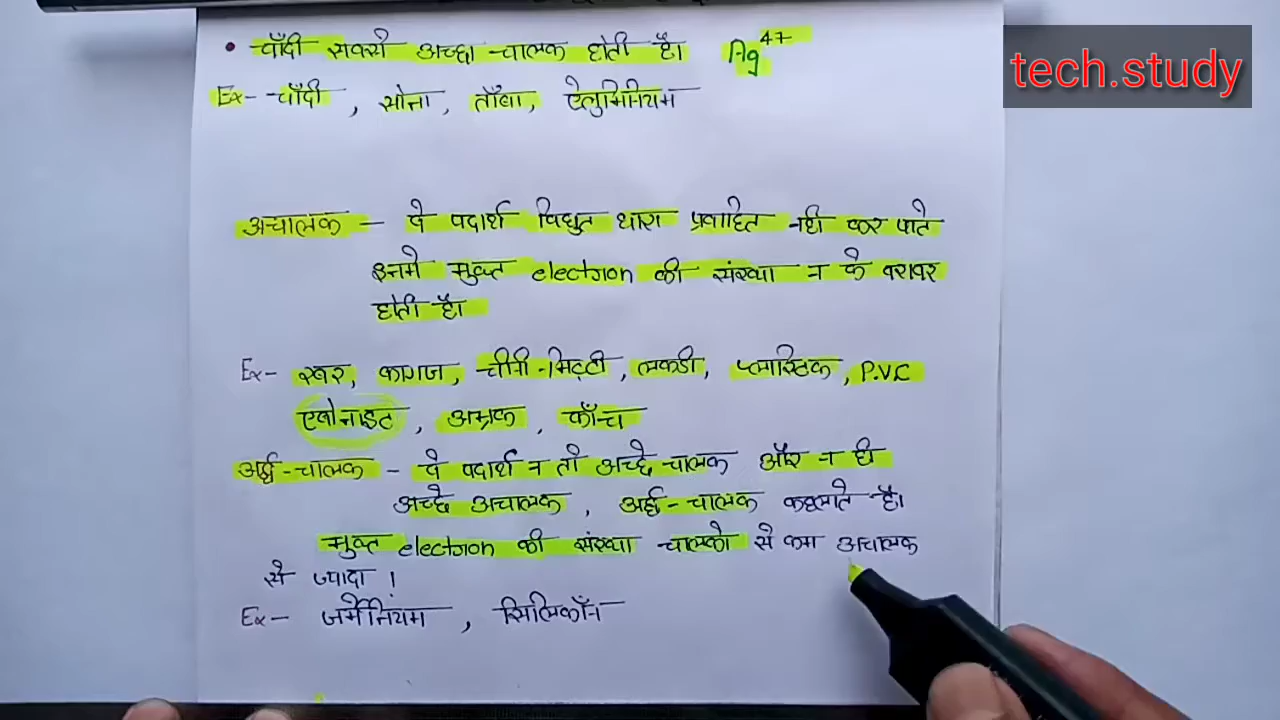 • चाँदी सबसे अच्छा चालक होती है। Ag⁴⁷
tech.study
Ex- चाँदी, सोना, ताँबा, ऐलुमिनियम
अचालक - वे पदार्थ विधुत धारा प्रवाहित नही कर पाते
इनमे मुक्त electron की संख्या न के बराबर
होती है।
Ex- रबर, कागज, चीनी-मिट्टी, लकडी, प्लास्टिक, P.V.C
एबोनाइट, अभ्रक, काँच
अर्द्ध-चालक - वे पदार्थ न तो अच्छे चालक और न ही
अच्छे अचालक, अर्द्ध-चालक कहलाते है।
मुक्त electron की संख्या चालको से कम अचालक
से ज्यादा।
Ex- जर्मेनियम, सिलिकाँन